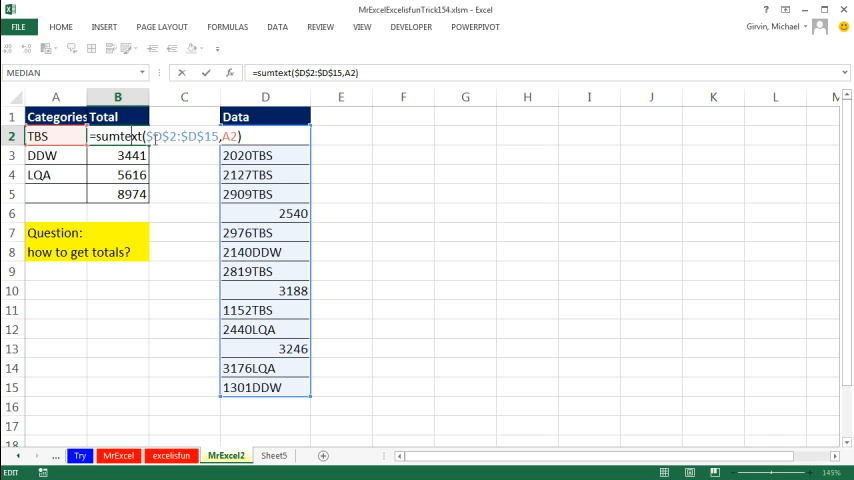 MrExcelExcelisfunTrick154.xlsm - Excel
FILE HOME INSERT PAGE LAYOUT FORMULAS DATA REVIEW VIEW DEVELOPER POWERPIVOT Girvin, Michael
MEDIAN =sumtext($D$2:$D$15,A2)
A B C D E F G H I J K L M
1 Categories Total Data
2 TBS =sumtext($D$2:$D$15,A2)
3 DDW 3441 2020TBS
4 LQA 5616 2127TBS
5 8974 2909TBS
6 2540
7 Question: 2976TBS
8 how to get totals? 2140DDW
9 2819TBS
10 3188
11 1152TBS
12 2440LQA
13 3246
14 3176LQA
15 1301DDW
16
17
18
... Try MrExcel excelisfun MrExcel2 Sheet5
EDIT 145%